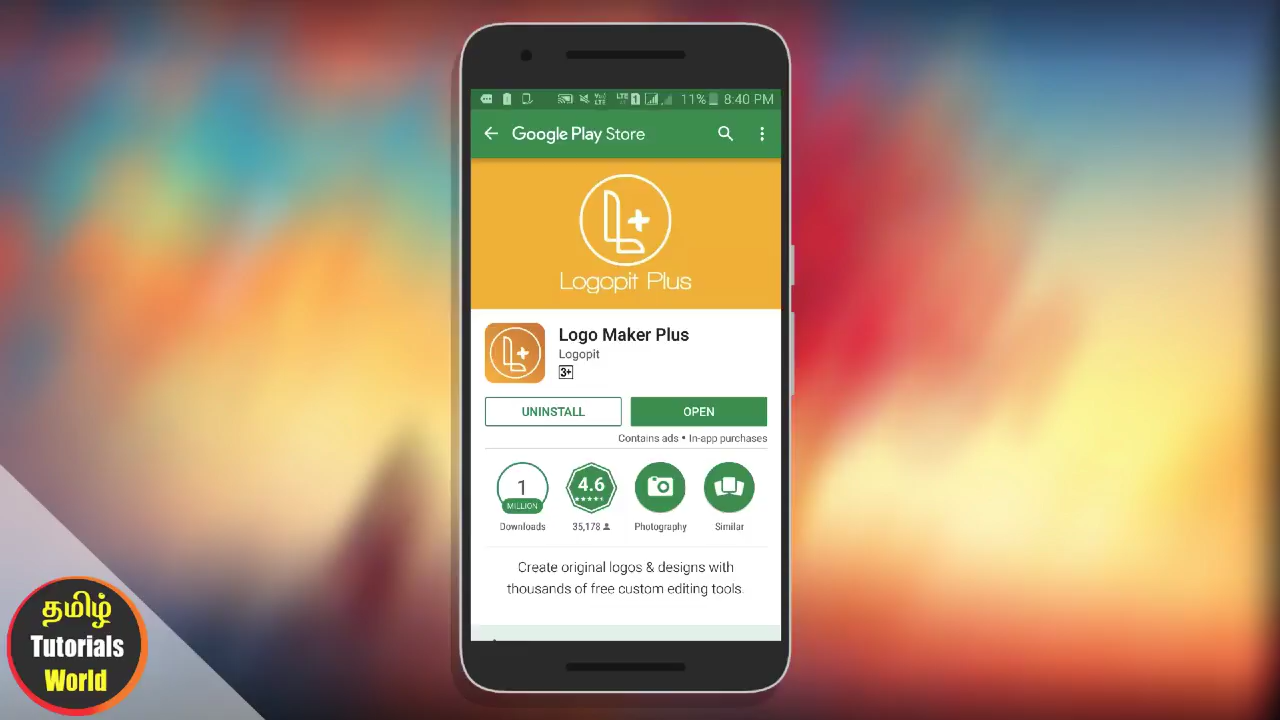 11% 8:40 PM
Google Play Store
L+
Logopit Plus
L+
Logo Maker Plus
Logopit
3+
UNINSTALL
OPEN
Contains ads • In-app purchases
1
MILLION
4.6
Downloads
35,178
Photography
Similar
Create original logos & designs with
thousands of free custom editing tools.
தமிழ்
Tutorials
World